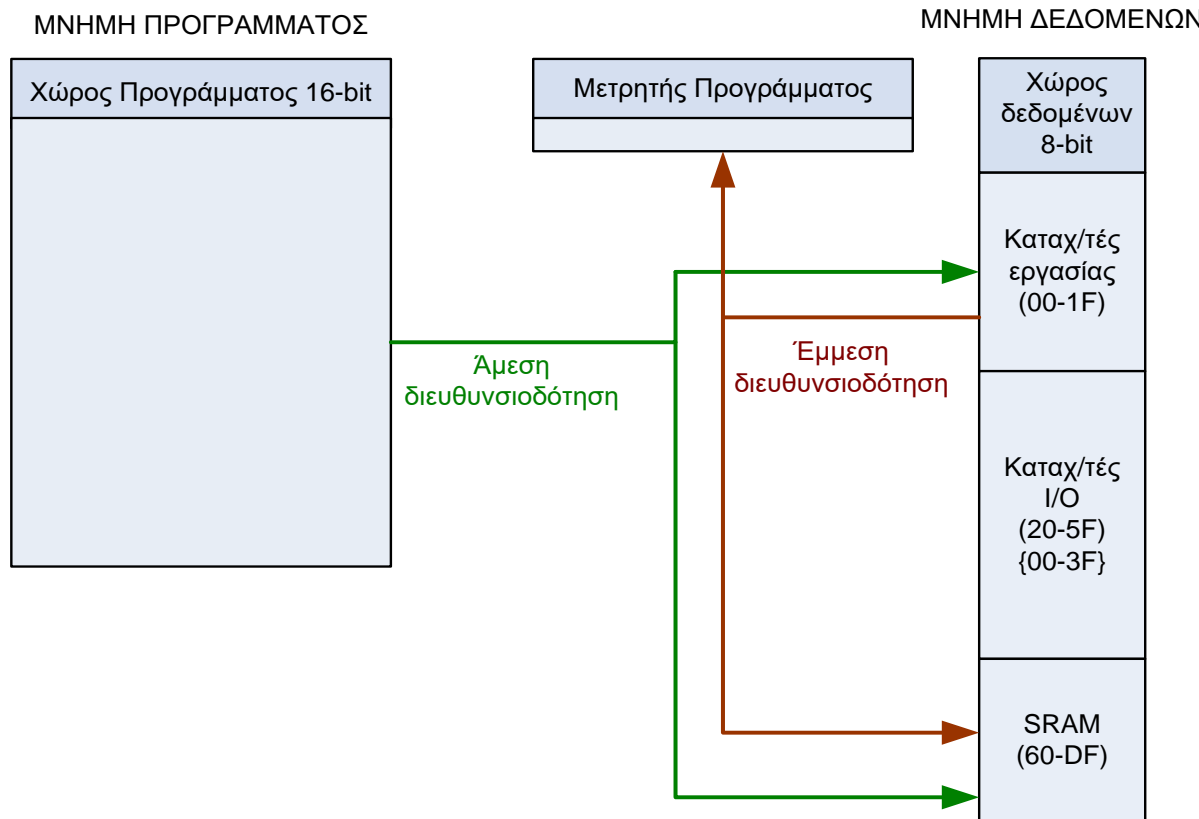 ΜΝΗΜΗ ΠΡΟΓΡΑΜΜΑΤΟΣ
ΜΝΗΜΗ ΔΕΔΟΜΕΝΩΝ
Χώρος Προγράμματος 16-bit
Μετρητής Προγράμματος
Χώρος
δεδομένων
8-bit
Καταχ/τές
εργασίας
(00-1F)
Άμεση
διευθυνσιοδότηση
Έμμεση
διευθυνσιοδότηση
Καταχ/τές
I/O
(20-5F)
{00-3F}
SRAM
(60-DF)